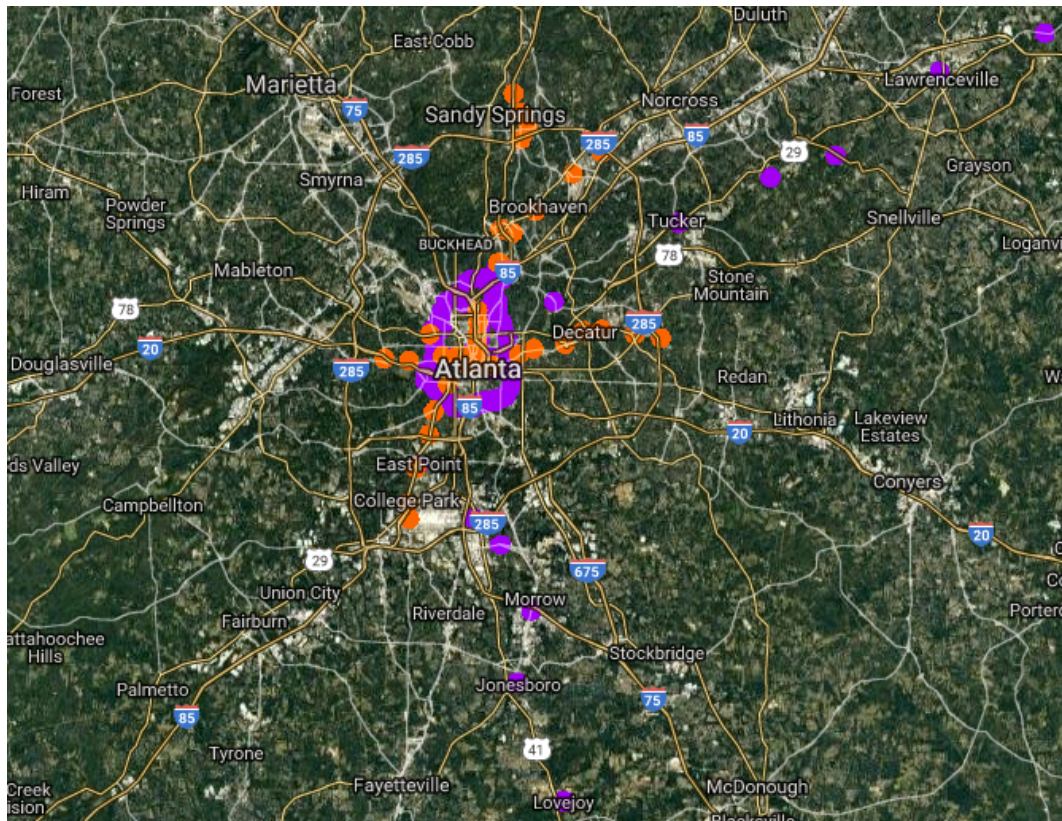 Duluth
East Cobb
Marietta
Lawrenceville
Forest
75
Sandy Springs
Norcross
85
285
285
29
Grayson
Smyrna
Hiram
Powder
Springs
Brookhaven
Tucker
Snellville
BUCKHEAD
Loganvi
78
Mableton
85
Stone
Mountain
78
285
Decatur
20
Douglasville
285
Atlanta
Redan
W
85
Lithonia
Lakeview
Estates
20
ds Valley
East Point
Conyers
College Park
Campbellton
285
20
29
C
675
Union City
C
Morrow
Riverdale
Fairburn
Porter
attahoochee
Hills
Stockbridge
Jonesboro
Palmetto
75
85
41
Tyrone
Fayetteville
McDonough
Creek
ision
Lovejoy
Blacksville